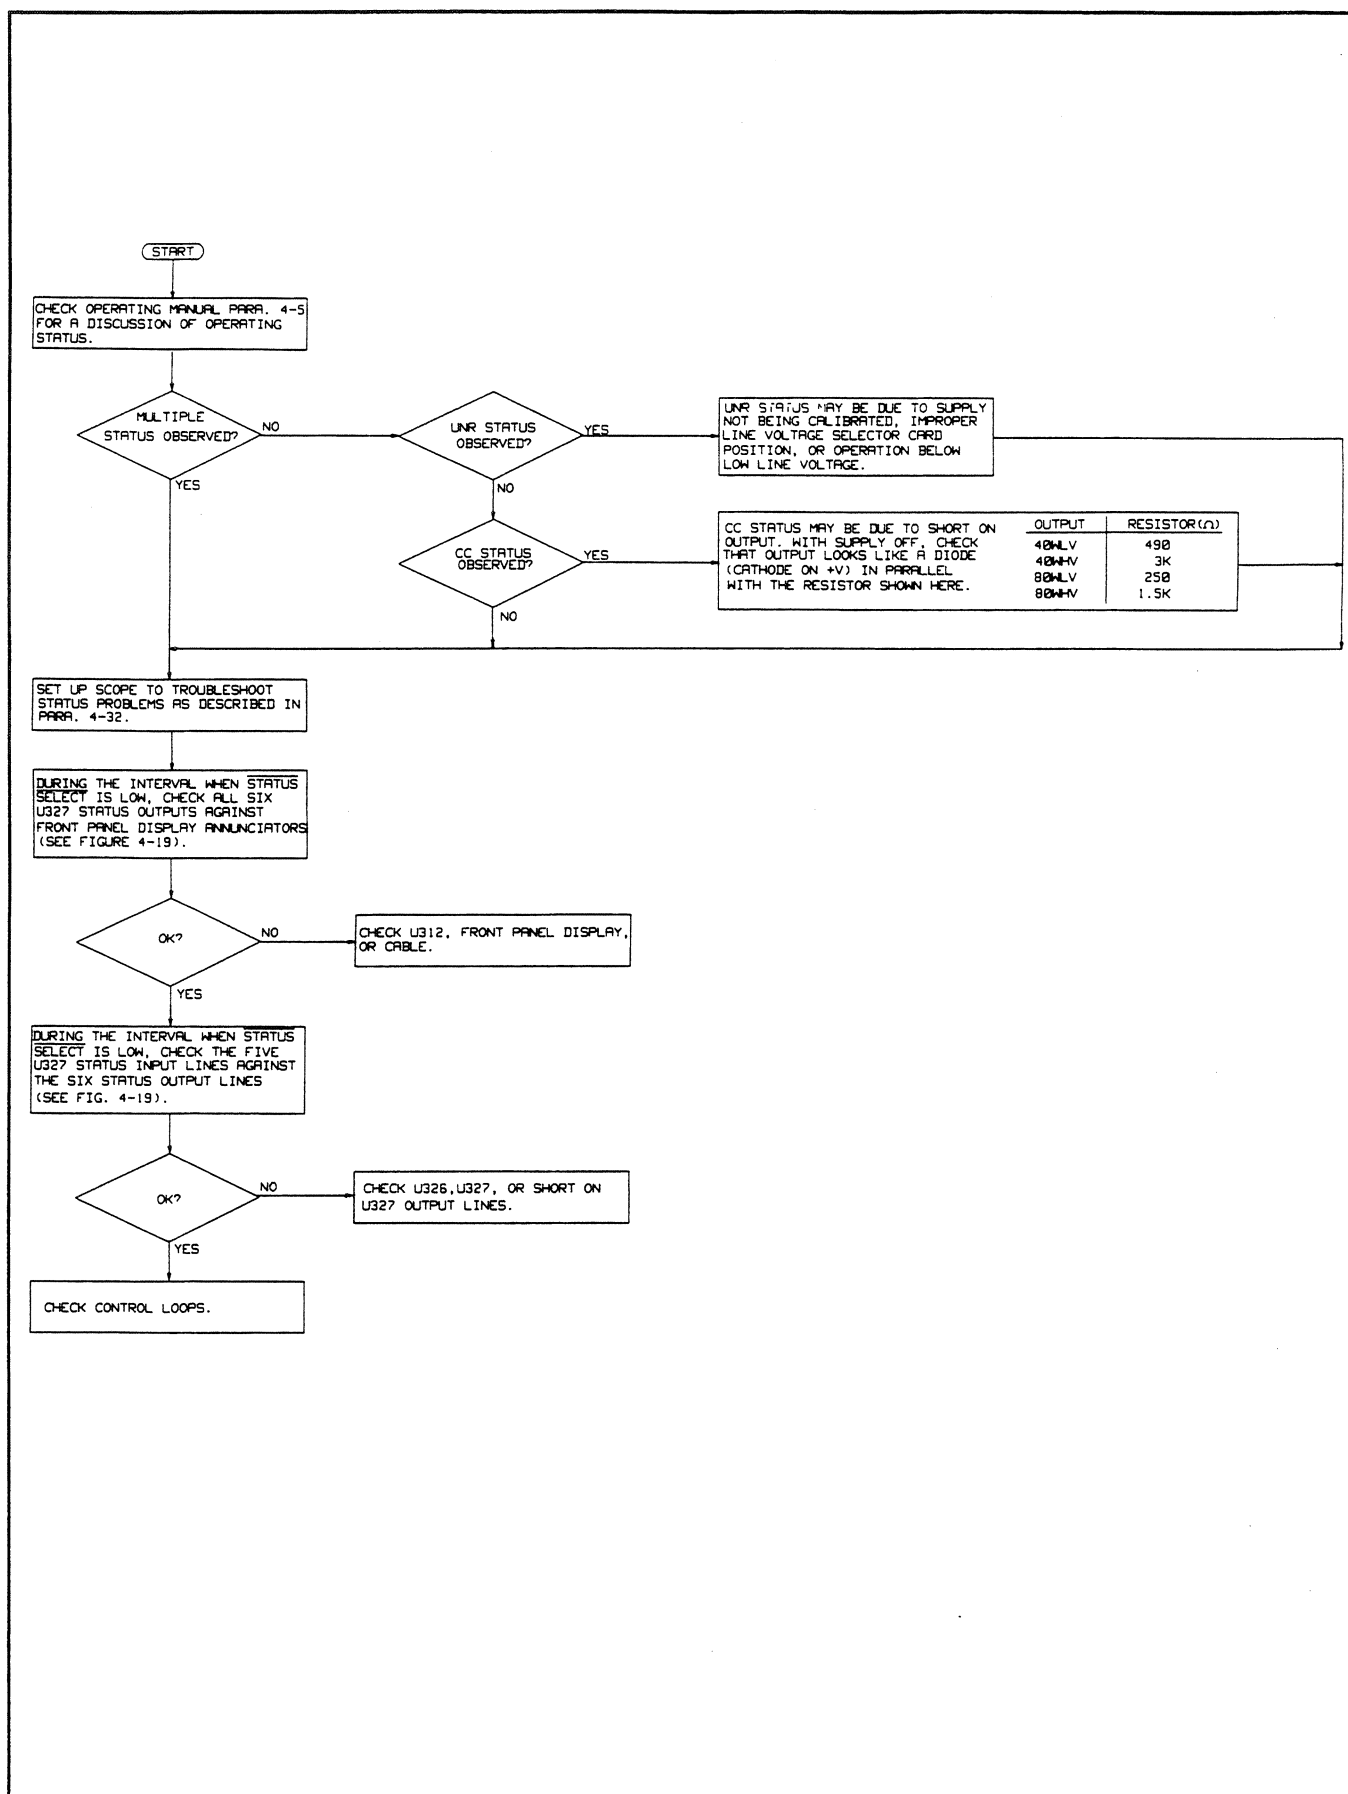 START
CHECK OPERATING MANUAL PARA. 4-5
FOR A DISCUSSION OF OPERATING
STATUS.
MULTIPLE
STATUS OBSERVED?
NO
YES
UNR STATUS
OBSERVED?
YES
NO
UNR STATUS MAY BE DUE TO SUPPLY
NOT BEING CALIBRATED, IMPROPER
LINE VOLTAGE SELECTOR CARD
POSITION, OR OPERATION BELOW
LOW LINE VOLTAGE.
CC STATUS
OBSERVED?
YES
NO
CC STATUS MAY BE DUE TO SHORT ON
OUTPUT. WITH SUPPLY OFF, CHECK
THAT OUTPUT LOOKS LIKE A DIODE
(CATHODE ON +V) IN PARALLEL
WITH THE RESISTOR SHOWN HERE.
OUTPUT RESISTOR(Ω)
40WLV 490
40WHV 3K
80WLV 250
80WHV 1.5K
SET UP SCOPE TO TROUBLESHOOT
STATUS PROBLEMS AS DESCRIBED IN
PARA. 4-32.
DURING THE INTERVAL WHEN STATUS
SELECT IS LOW, CHECK ALL SIX
U327 STATUS OUTPUTS AGAINST
FRONT PANEL DISPLAY ANNUNCIATORS
(SEE FIGURE 4-19).
OK?
NO
YES
CHECK U312, FRONT PANEL DISPLAY,
OR CABLE.
DURING THE INTERVAL WHEN STATUS
SELECT IS LOW, CHECK THE FIVE
U327 STATUS INPUT LINES AGAINST
THE SIX STATUS OUTPUT LINES
(SEE FIG. 4-19).
OK?
NO
YES
CHECK U326,U327, OR SHORT ON
U327 OUTPUT LINES.
CHECK CONTROL LOOPS.